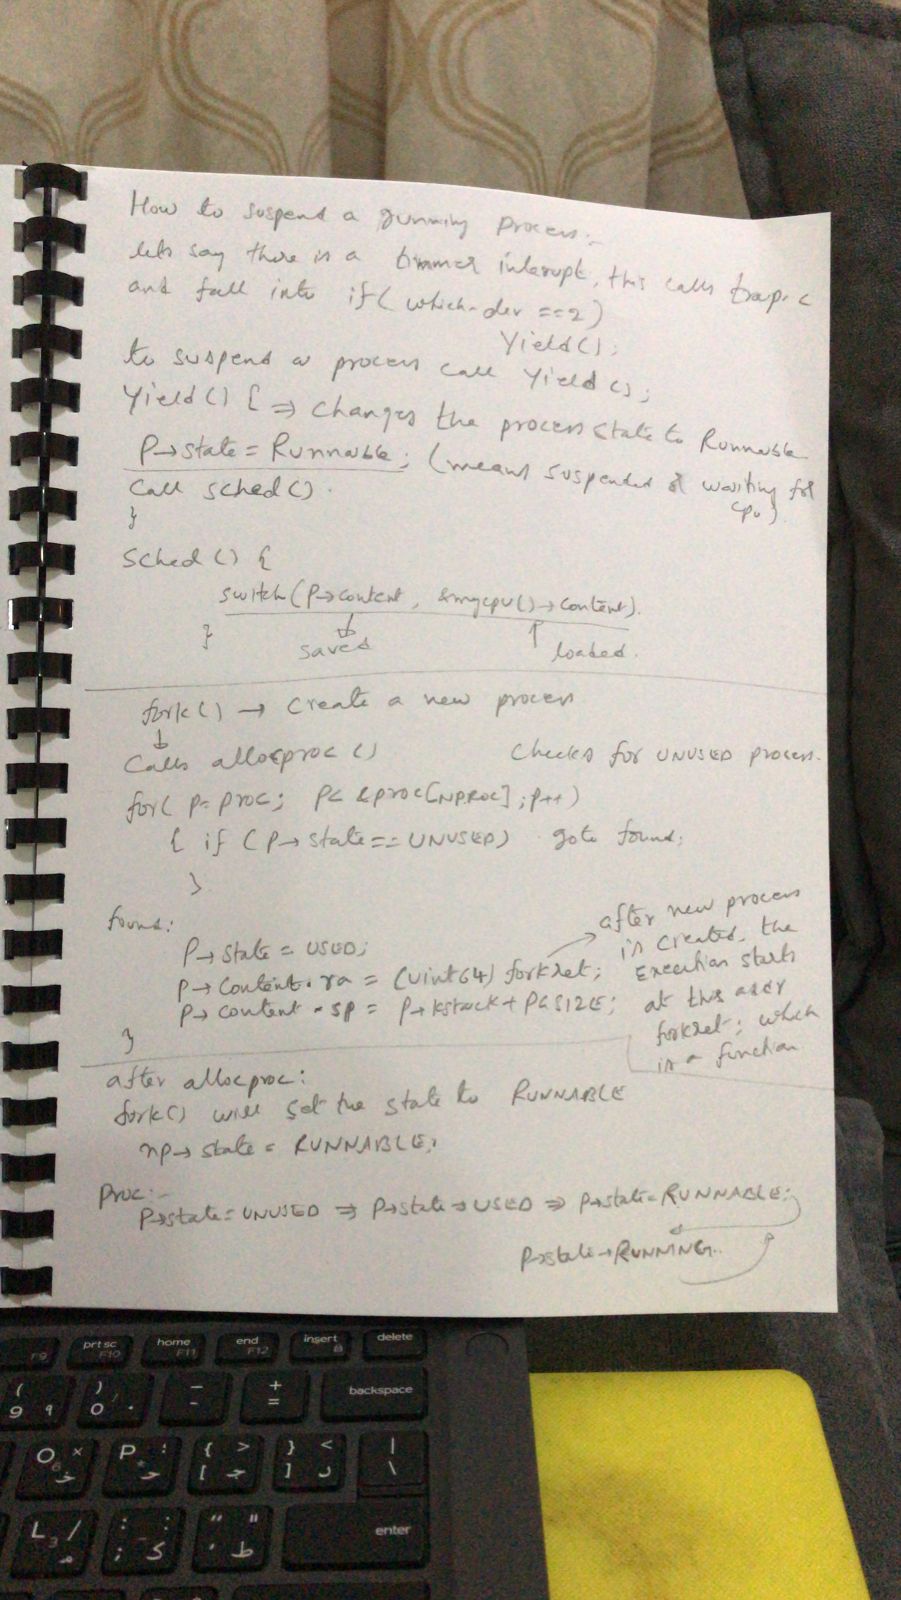 How to suspend a running process:-
lets say there is a timmer interupt, this calls trap.c
and fall into if( which-dev ==2)
Yield();
to suspend a process call Yield();
Yield() { ⇒ changes the process state to Runnable
P→state = Runnable; (means suspended or waiting for
cpu)
call sched().
}
Sched() {
switch(P→context, &mycpu()→context).
}
saved
loaded.
fork() → Create a new process
↓
Calls allocproc()
Checks for UNUSED process.
for( p= proc; p< &proc[NPROC]; p++)
{ if (P→state == UNUSED) goto found;
}
found:
P→state = USED;
P→context.ra = (uint64) forkret;
P→context.sp = P→kstack + PGSIZE;
}
after new process
is created, the
Execution starts
at this addr
forkret; which
is a function
after allocproc:
fork() will set the state to RUNNABLE
np→state = RUNNABLE;
Proc:-
P→state = UNUSED ⇒ P→state → USED ⇒ P→state = RUNNABLE;
P→state → RUNNING..
prt sc
F10
home
F11
end
F12
insert
delete
F9
( 9 ٩
) 0 ٠
_ -
+ =
backspace
O خ
P ح
{ [ ج
} ] د
| \
L م
: ; ك
" ' ط
enter